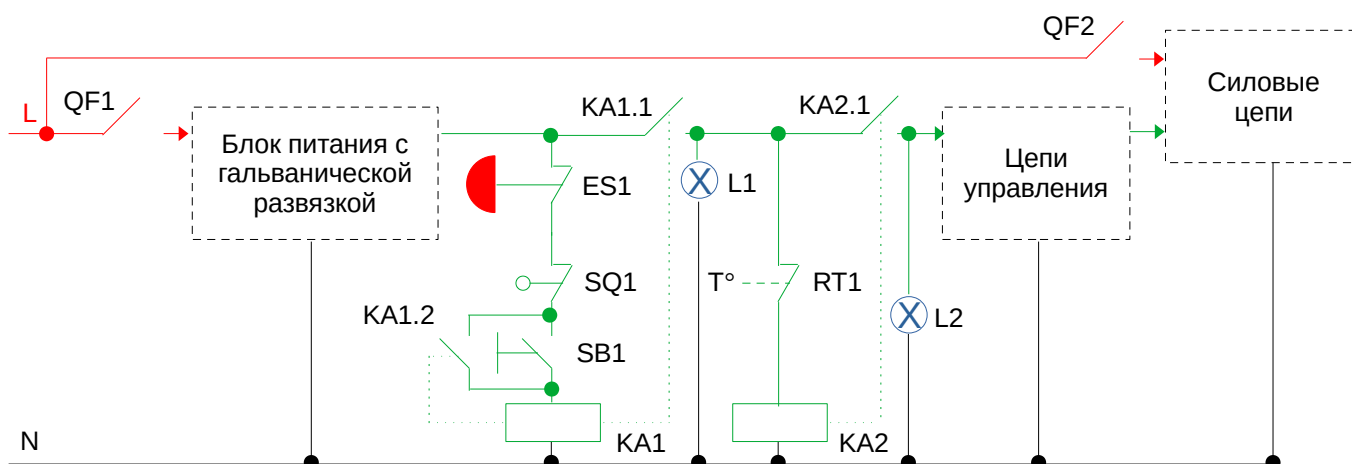 QF2
Силовые
цепи
L
QF1
Блок питания с
гальванической
развязкой
KA1.1
KA2.1
Цепи
управления
ES1
L1
SQ1
T°
RT1
KA1.2
L2
SB1
N
KA1
KA2